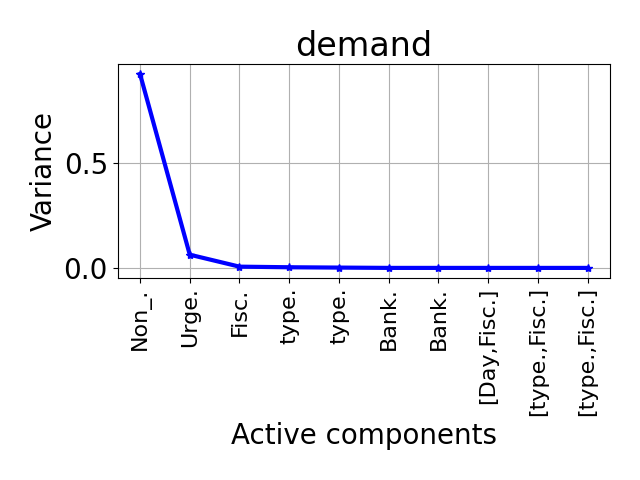 demand
Variance
0.5
0.0
Non_.
Urge.
Fisc.
type.
type.
Bank.
Bank.
[Day,Fisc.]
[type.,Fisc.]
[type.,Fisc.]
Active components